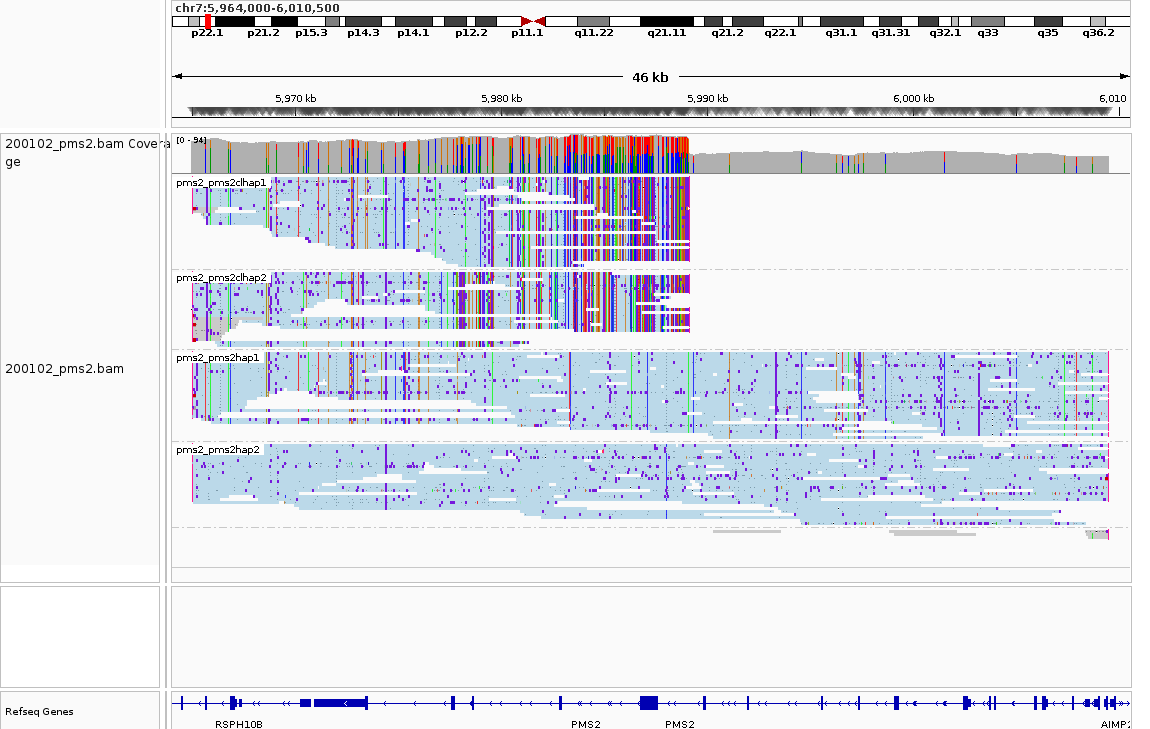 chr7:5,964,000-6,010,500
p22.1 p21.2 p15.3 p14.3 p14.1 p12.2 p11.1 q11.22 q21.11 q21.2 q22.1 q31.1 q31.31 q32.1 q33 q35 q36.2
46 kb
5,970 kb 5,980 kb 5,990 kb 6,000 kb 6,010
200102_pms2.bam Covera
ge
[0 - 94]
pms2_pms2clhap1
pms2_pms2clhap2
pms2_pms2hap1
200102_pms2.bam
pms2_pms2hap2
Refseq Genes
RSPH10B PMS2 PMS2 AIMP2